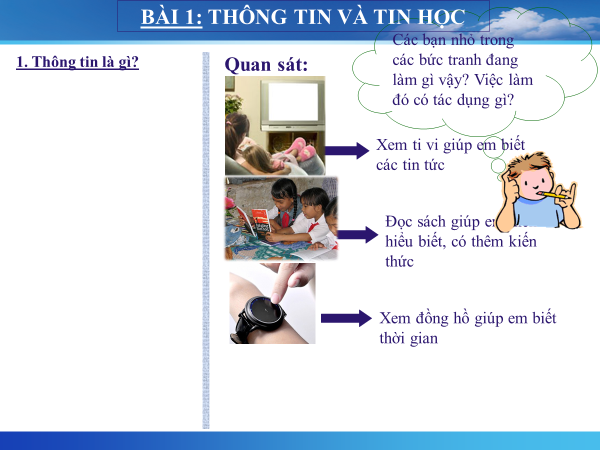 BÀI 1: THÔNG TIN VÀ TIN HỌC
1. Thông tin là gì?
Quan sát:
Các bạn nhỏ trong
các bức tranh đang
làm gì vậy? Việc làm
đó có tác dụng gì?
Xem ti vi giúp em biết
các tin tức
Đọc sách giúp
hiểu biết, có thêm kiến
thức
Xem đồng hồ giúp em biết
thời gian